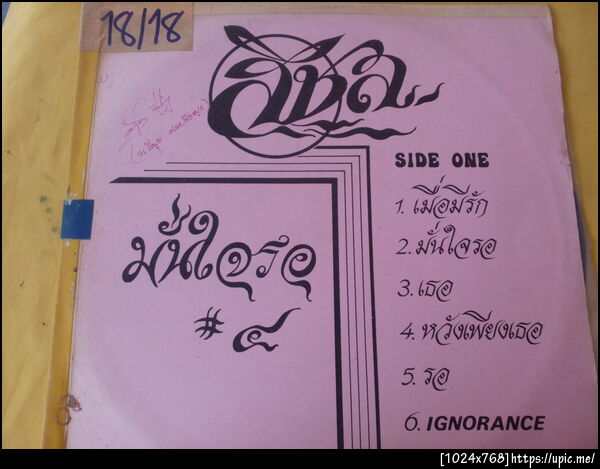 18/18
สีชล
SIDE ONE
1. เมื่อมีรัก
2. มั่นใจรอ
3. เธอ
4. หวังเพียงเธอ
5. รอ
6. IGNORANCE
มั่นใจรอ
# ๔
[1024x768]https://upic.me/